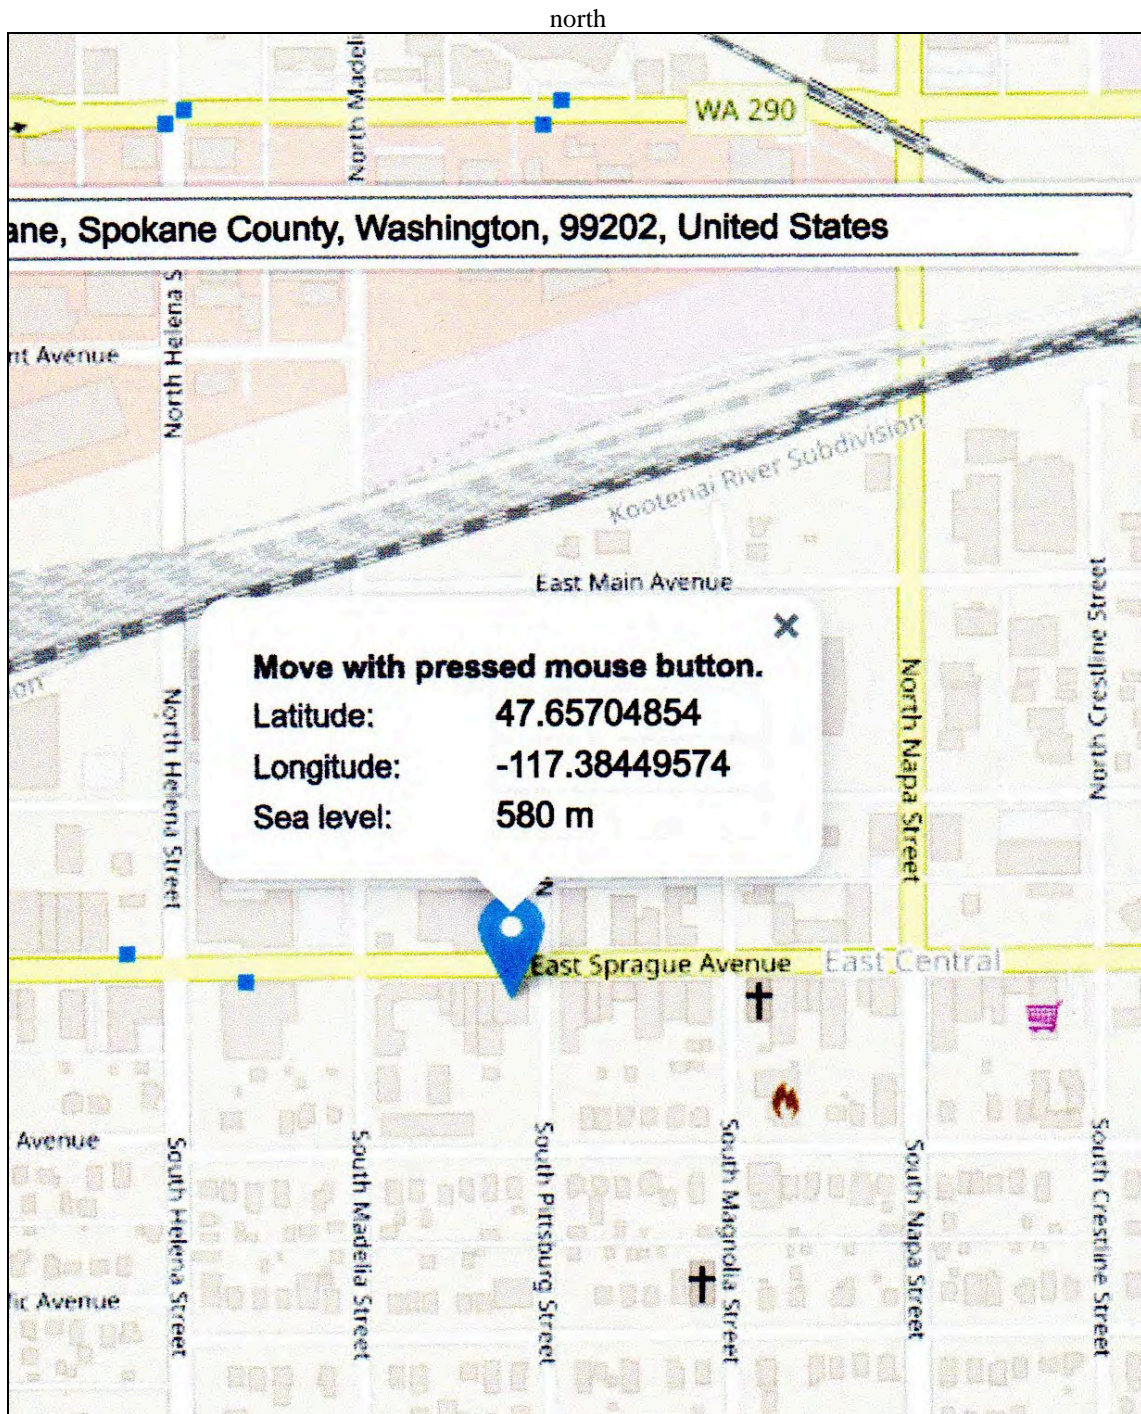 north
North Madeli
WA 290
ane, Spokane County, Washington, 99202, United States
North Helena S
nt Avenue
Kootenai River Subdivision
East Main Avenue
North Crestline Street
×
Move with pressed mouse button.
Latitude: 47.65704854
Longitude: -117.38449574
Sea level: 580 m
on
North Helena Street
North Napa Street
N
East Sprague Avenue
East Central
Avenue
South Helena Street
South Madelia Street
South Pittsburg Street
South Magnolia Street
South Napa Street
South Crestline Street
fic Avenue